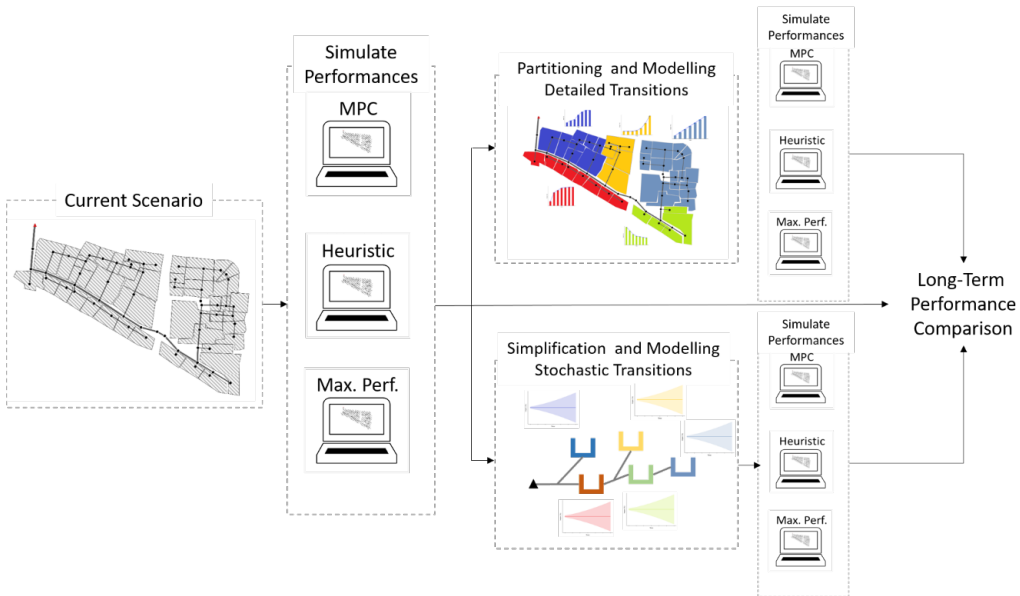 Current Scenario
Simulate
Performances
MPC
Heuristic
Max. Perf.
Partitioning and Modelling
Detailed Transitions
Simplification and Modelling
Stochastic Transitions
Simulate
Performances
MPC
Heuristic
Max. Perf.
Simulate
Performances
MPC
Heuristic
Max. Perf.
Long-Term
Performance
Comparison